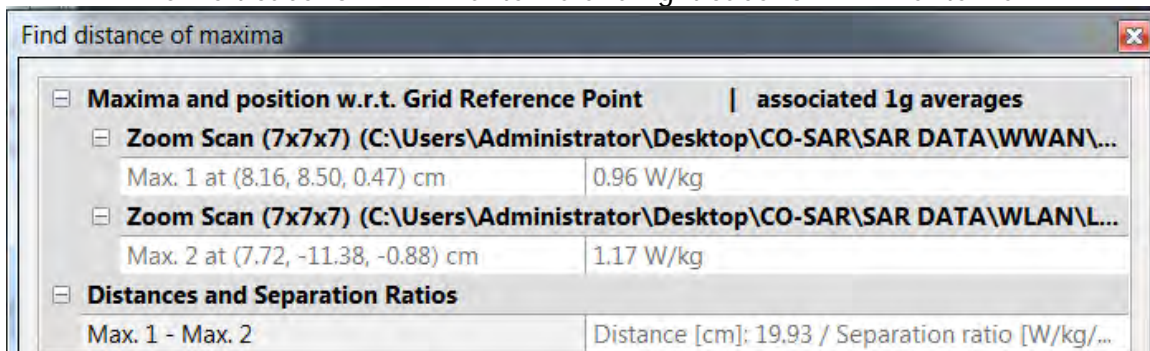 Find distance of maxima
Maxima and position w.r.t. Grid Reference Point | associated 1g averages
Zoom Scan (7x7x7) (C:\Users\Administrator\Desktop\CO-SAR\SAR DATA\WWAN\...
Max. 1 at (8.16, 8.50, 0.47) cm 0.96 W/kg
Zoom Scan (7x7x7) (C:\Users\Administrator\Desktop\CO-SAR\SAR DATA\WLAN\L...
Max. 2 at (7.72, -11.38, -0.88) cm 1.17 W/kg
Distances and Separation Ratios
Max. 1 - Max. 2 Distance [cm]: 19.93 / Separation ratio [W/kg/...